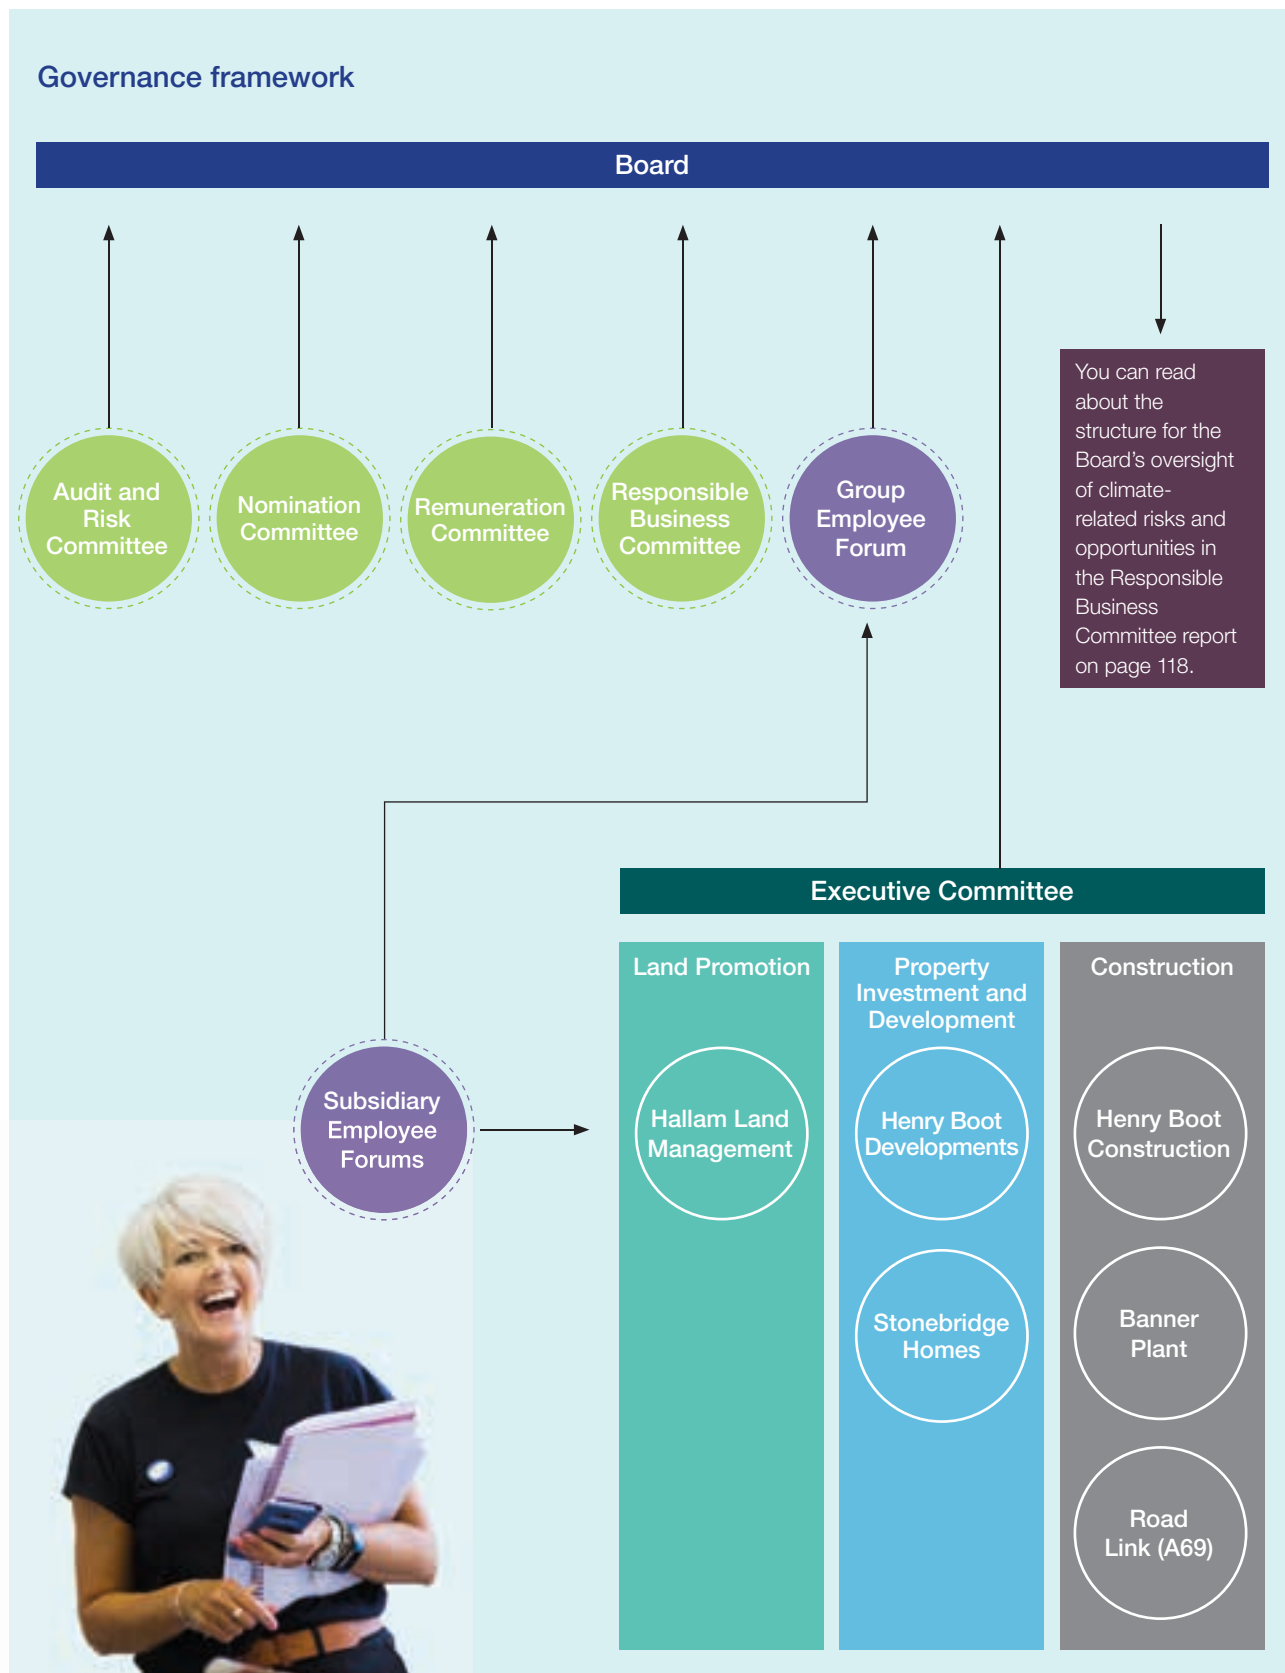 Governance framework
Board
Audit and
Risk
Committee
Nomination
Committee
Remuneration
Committee
Responsible
Business
Committee
Group
Employee
Forum
You can read
about the
structure for the
Board’s oversight
of climate-
related risks and
opportunities in
the Responsible
Business
Committee report
on page 118.
Executive Committee
Land Promotion
Property
Investment and
Development
Construction
Subsidiary
Employee
Forums
Hallam Land
Management
Henry Boot
Developments
Henry Boot
Construction
Stonebridge
Homes
Banner
Plant
Road
Link (A69)